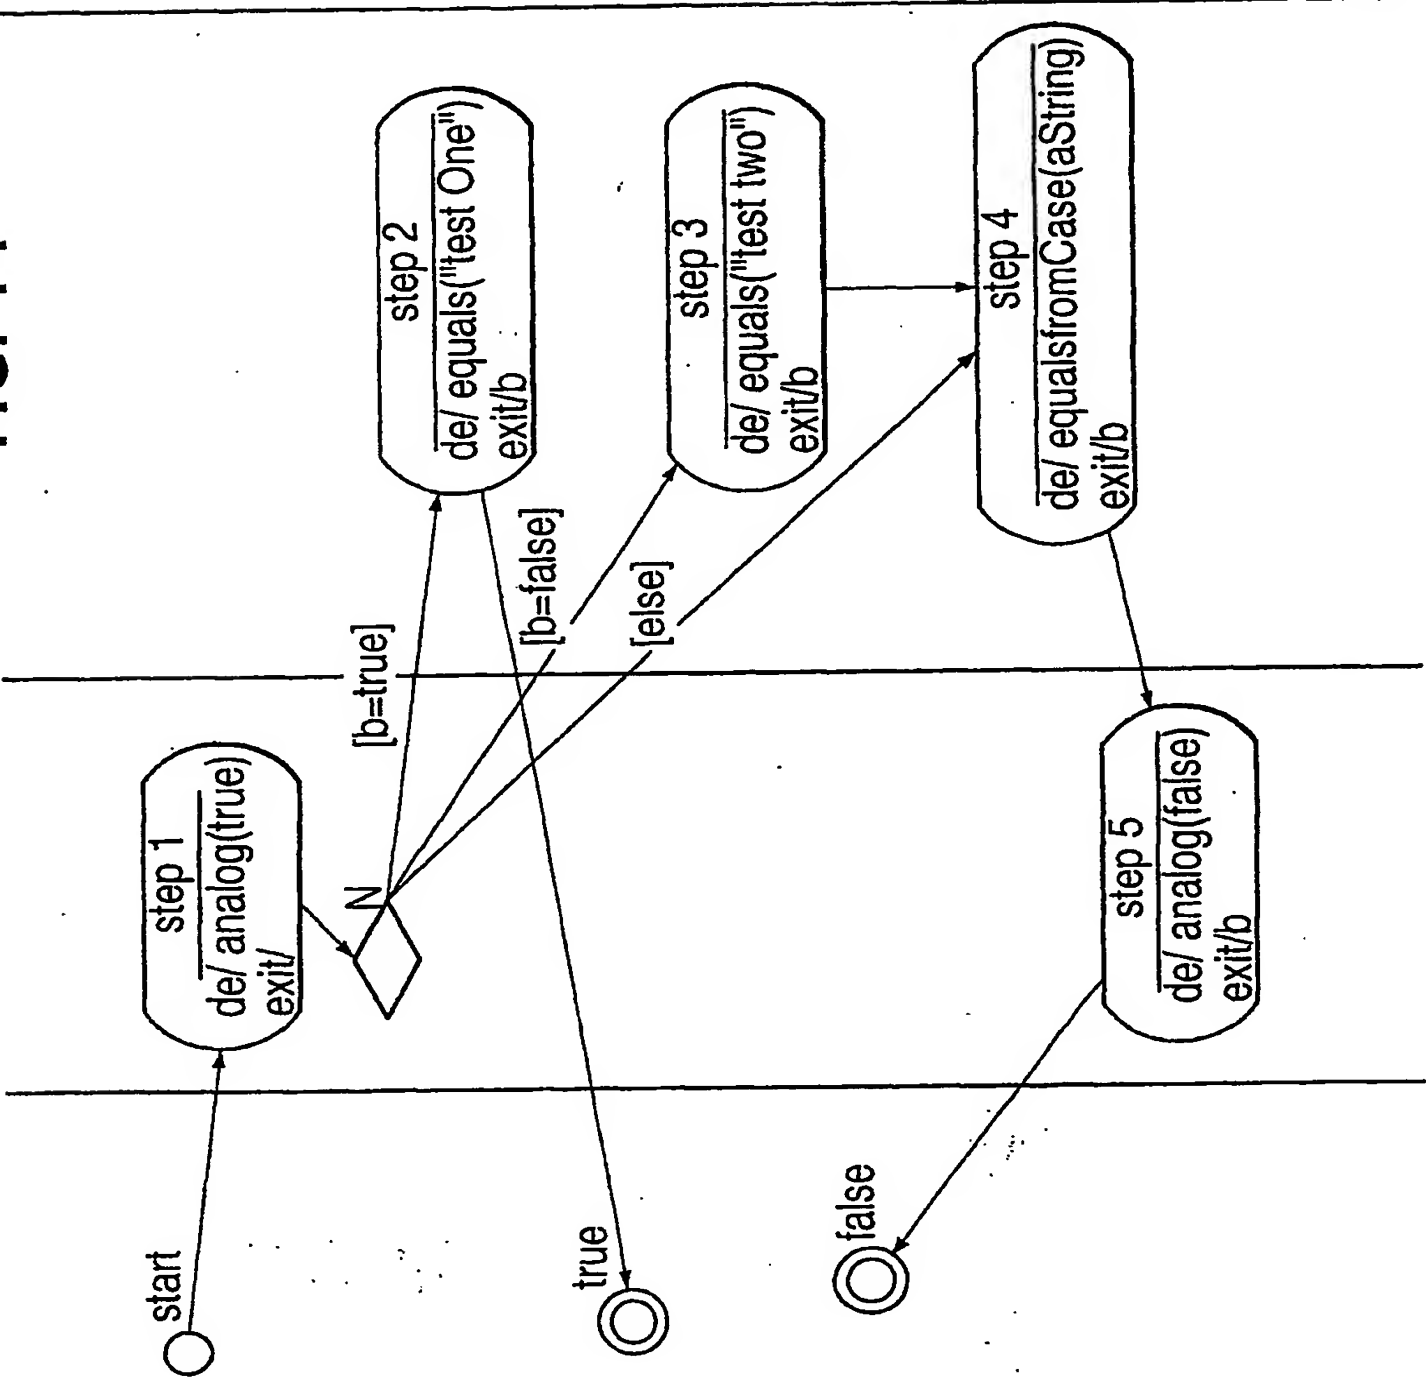 start
true
false
step 1
de/ analog(true)
exit/
N
[b=true]
[b=false]
[else]
step 2
de/ equals("'test One'")
exit/b
step 3
de/ equals("'test two'")
exit/b
step 4
de/ equalsfromCase(aString)
exit/b
step 5
de/ analog(false)
exit/b